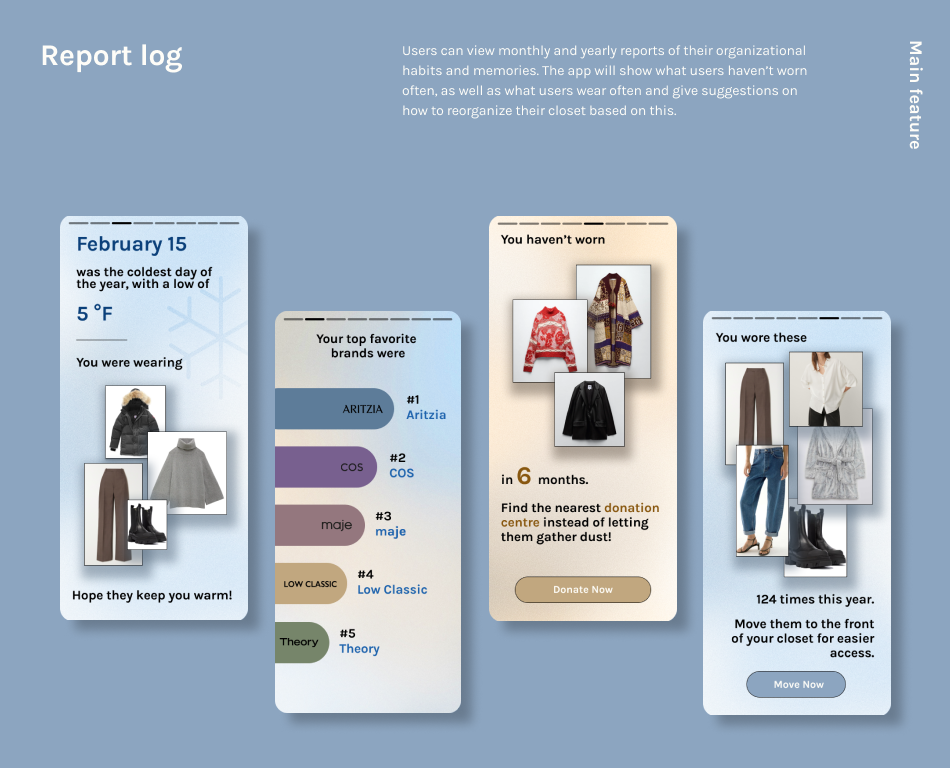 Report log
Users can view monthly and yearly reports of their organizational
habits and memories. The app will show what users haven't worn
often, as well as what users wear often and give suggestions on
how to reorganize their closet based on this.
Main feature
February 15
was the coldest day of
the year, with a low of
5 °F
You were wearing
Hope they keep you warm!
Your top favorite
brands were
ARITZIA
#1
Aritzia
COS
#2
COS
maje
#3
maje
LOW CLASSIC
#4
Low Classic
Theory
#5
Theory
You haven't worn
in 6 months.
Find the nearest donation
centre instead of letting
them gather dust!
Donate Now
You wore these
124 times this year.
Move them to the front
of your closet for easier
access.
Move Now